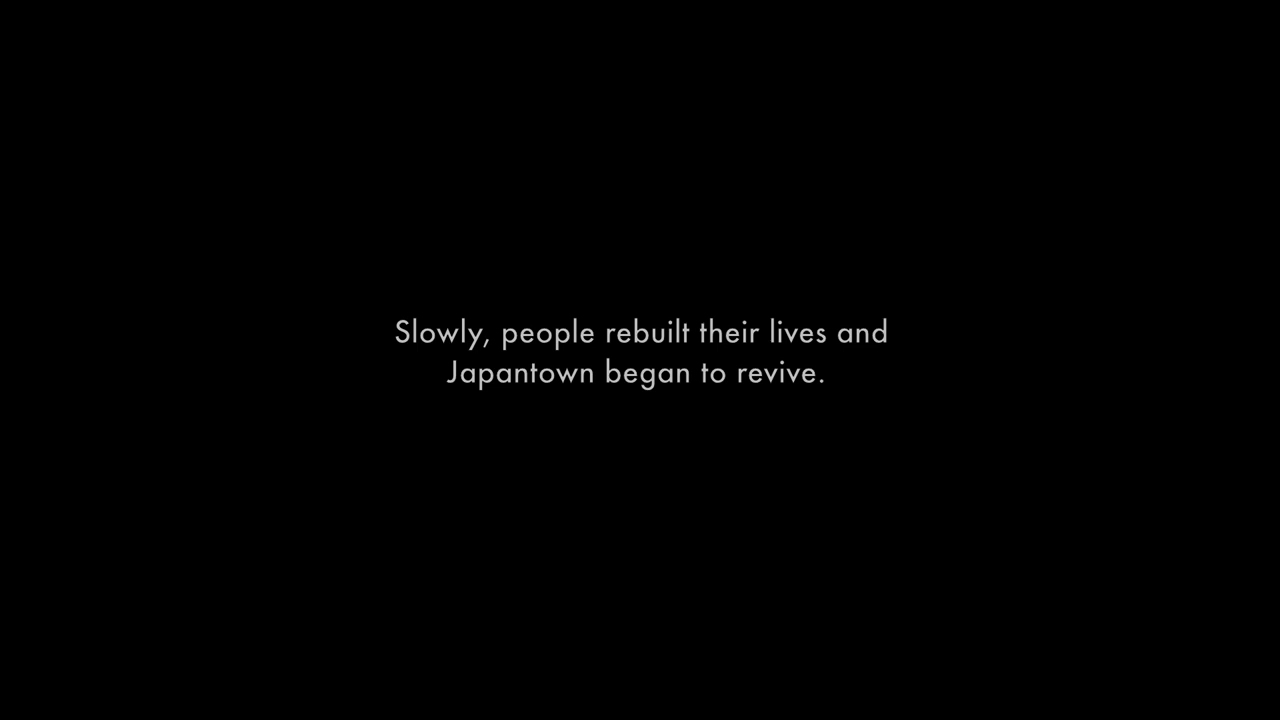 Slowly, people rebuilt their lives and
Japantown began to revive.